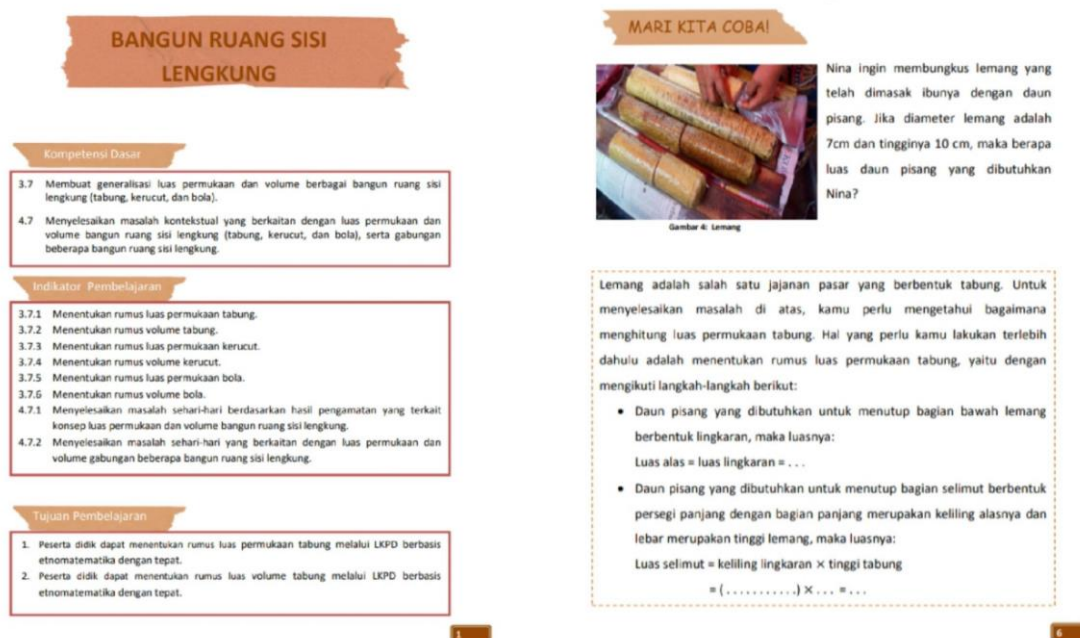 BANGUN RUANG SISI
LENGKUNG
Kompetensi Dasar
3.7 Membuat generalisasi luas permukaan dan volume berbagai bangun ruang sisi
lengkung (tabung, kerucut, dan bola).
4.7 Menyelesaikan masalah kontekstual yang berkaitan dengan luas permukaan dan
volume bangun ruang sisi lengkung (tabung, kerucut, dan bola), serta gabungan
beberapa bangun ruang sisi lengkung.
Indikator Pembelajaran
3.7.1 Menentukan rumus luas permukaan tabung.
3.7.2 Menentukan rumus volume tabung.
3.7.3 Menentukan rumus luas permukaan kerucut.
3.7.4 Menentukan rumus volume kerucut.
3.7.5 Menentukan rumus luas permukaan bola.
3.7.6 Menentukan rumus volume bola.
4.7.1 Menyelesaikan masalah sehari-hari berdasarkan hasil pengamatan yang terkait
konsep luas permukaan dan volume bangun ruang sisi lengkung.
4.7.2 Menyelesaikan masalah sehari-hari yang berkaitan dengan luas permukaan dan
volume gabungan beberapa bangun ruang sisi lengkung.
Tujuan Pembelajaran
1. Peserta didik dapat menentukan rumus luas permukaan tabung melalui LKPD berbasis
etnomatematika dengan tepat.
2. Peserta didik dapat menentukan rumus luas volume tabung melalui LKPD berbasis
etnomatematika dengan tepat.
1
MARI KITA COBA!
Nina ingin membungkus lemang yang
telah dimasak ibunya dengan daun
pisang. Jika diameter lemang adalah
7cm dan tingginya 10 cm, maka berapa
luas daun pisang yang dibutuhkan
Nina?
Gambar 4: Lemang
Lemang adalah salah satu jajanan pasar yang berbentuk tabung. Untuk
menyelesaikan masalah di atas, kamu perlu mengetahui bagaimana
menghitung luas permukaan tabung. Hal yang perlu kamu lakukan terlebih
dahulu adalah menentukan rumus luas permukaan tabung, yaitu dengan
mengikuti langkah-langkah berikut:
• Daun pisang yang dibutuhkan untuk menutup bagian bawah lemang
berbentuk lingkaran, maka luasnya:
Luas alas = luas lingkaran = . . .
• Daun pisang yang dibutuhkan untuk menutup bagian selimut berbentuk
persegi panjang dengan bagian panjang merupakan keliling alasnya dan
lebar merupakan tinggi lemang, maka luasnya:
Luas selimut = keliling lingkaran × tinggi tabung
= ( . . . . . . . . . . . ) × . . . = . . .
6